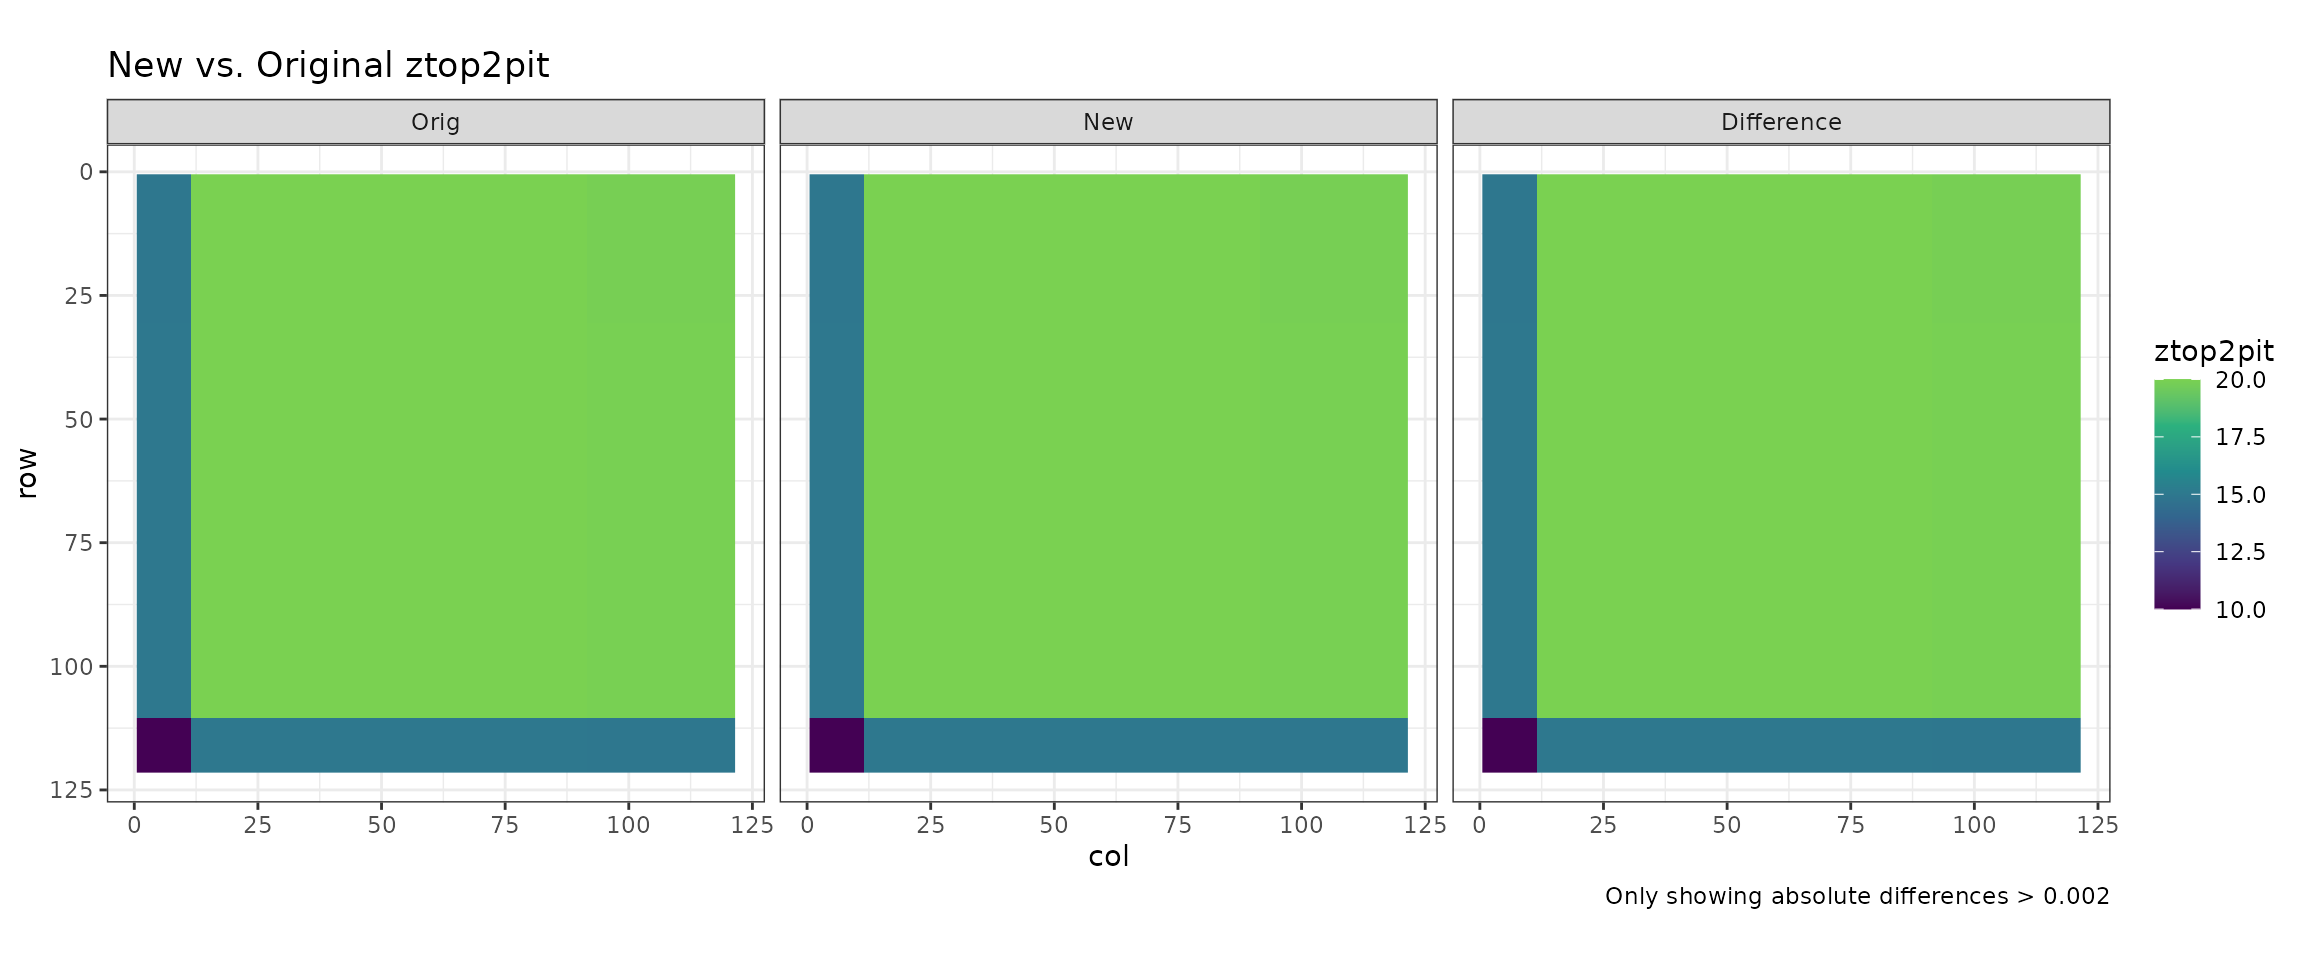 New vs. Original ztop2pit
Orig
New
Difference
row
0
25
50
75
100
125
0 25 50 75 100 125
0 25 50 75 100 125
0 25 50 75 100 125
col
ztop2pit
20.0
17.5
15.0
12.5
10.0
Only showing absolute differences > 0.002